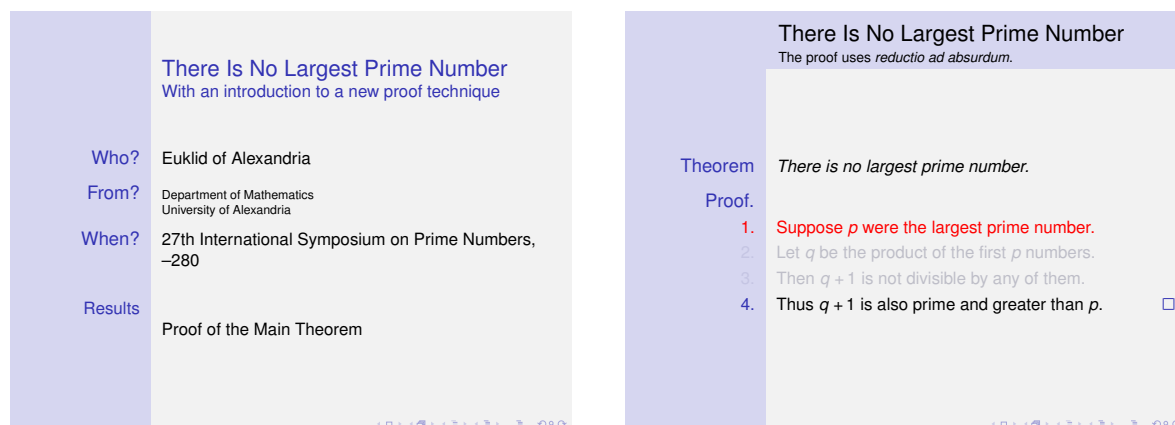 There Is No Largest Prime Number
With an introduction to a new proof technique
Who? Euklid of Alexandria
From? Department of Mathematics
University of Alexandria
When? 27th International Symposium on Prime Numbers,
–280
Results
Proof of the Main Theorem
There Is No Largest Prime Number
The proof uses reductio ad absurdum.
Theorem There is no largest prime number.
Proof.
1. Suppose p were the largest prime number.
2. Let q be the product of the first p numbers.
3. Then q + 1 is not divisible by any of them.
4. Thus q + 1 is also prime and greater than p. □